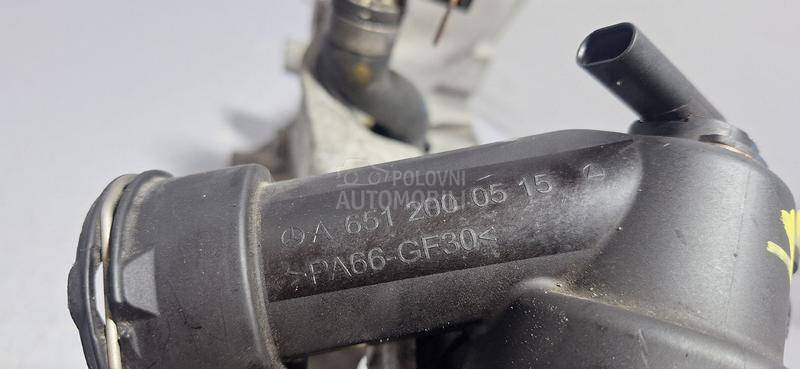 POLOVNI
AUTOMOBILI
A 651 200 05 15
>PA66-GF30<